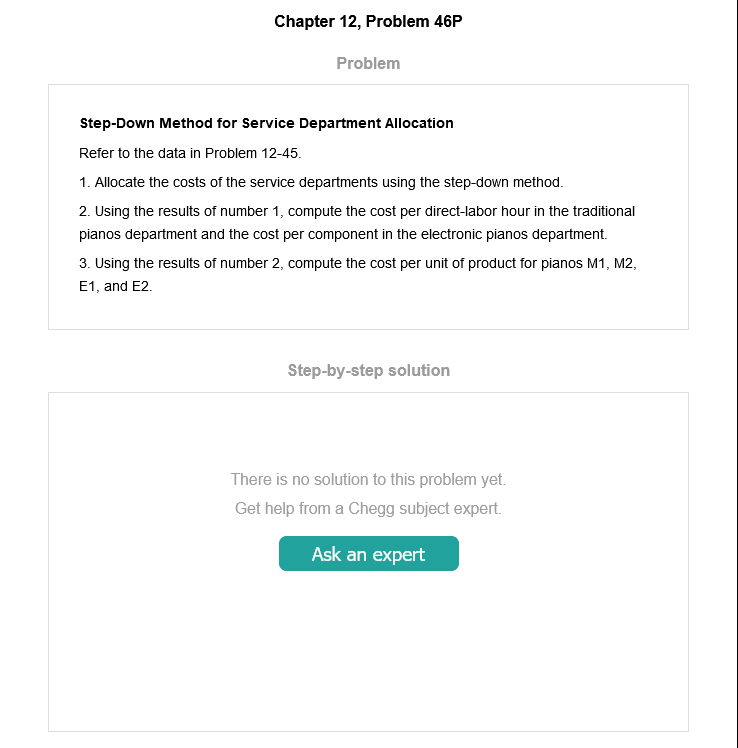 Chapter 12, Problem 46P
Problem
Step-Down Method for Service Department Allocation
Refer to the data in Problem 12-45.
1. Allocate the costs of the service departments using the step-down method.
2. Using the results of number 1, compute the cost per direct-labor hour in the traditional
pianos department and the cost per component in the electronic pianos department.
3. Using the results of number 2, compute the cost per unit of product for pianos M1, M2,
E1, and E2.
Step-by-step solution
There is no solution to this problem yet.
Get help from a Chegg subject expert.
Ask an expert